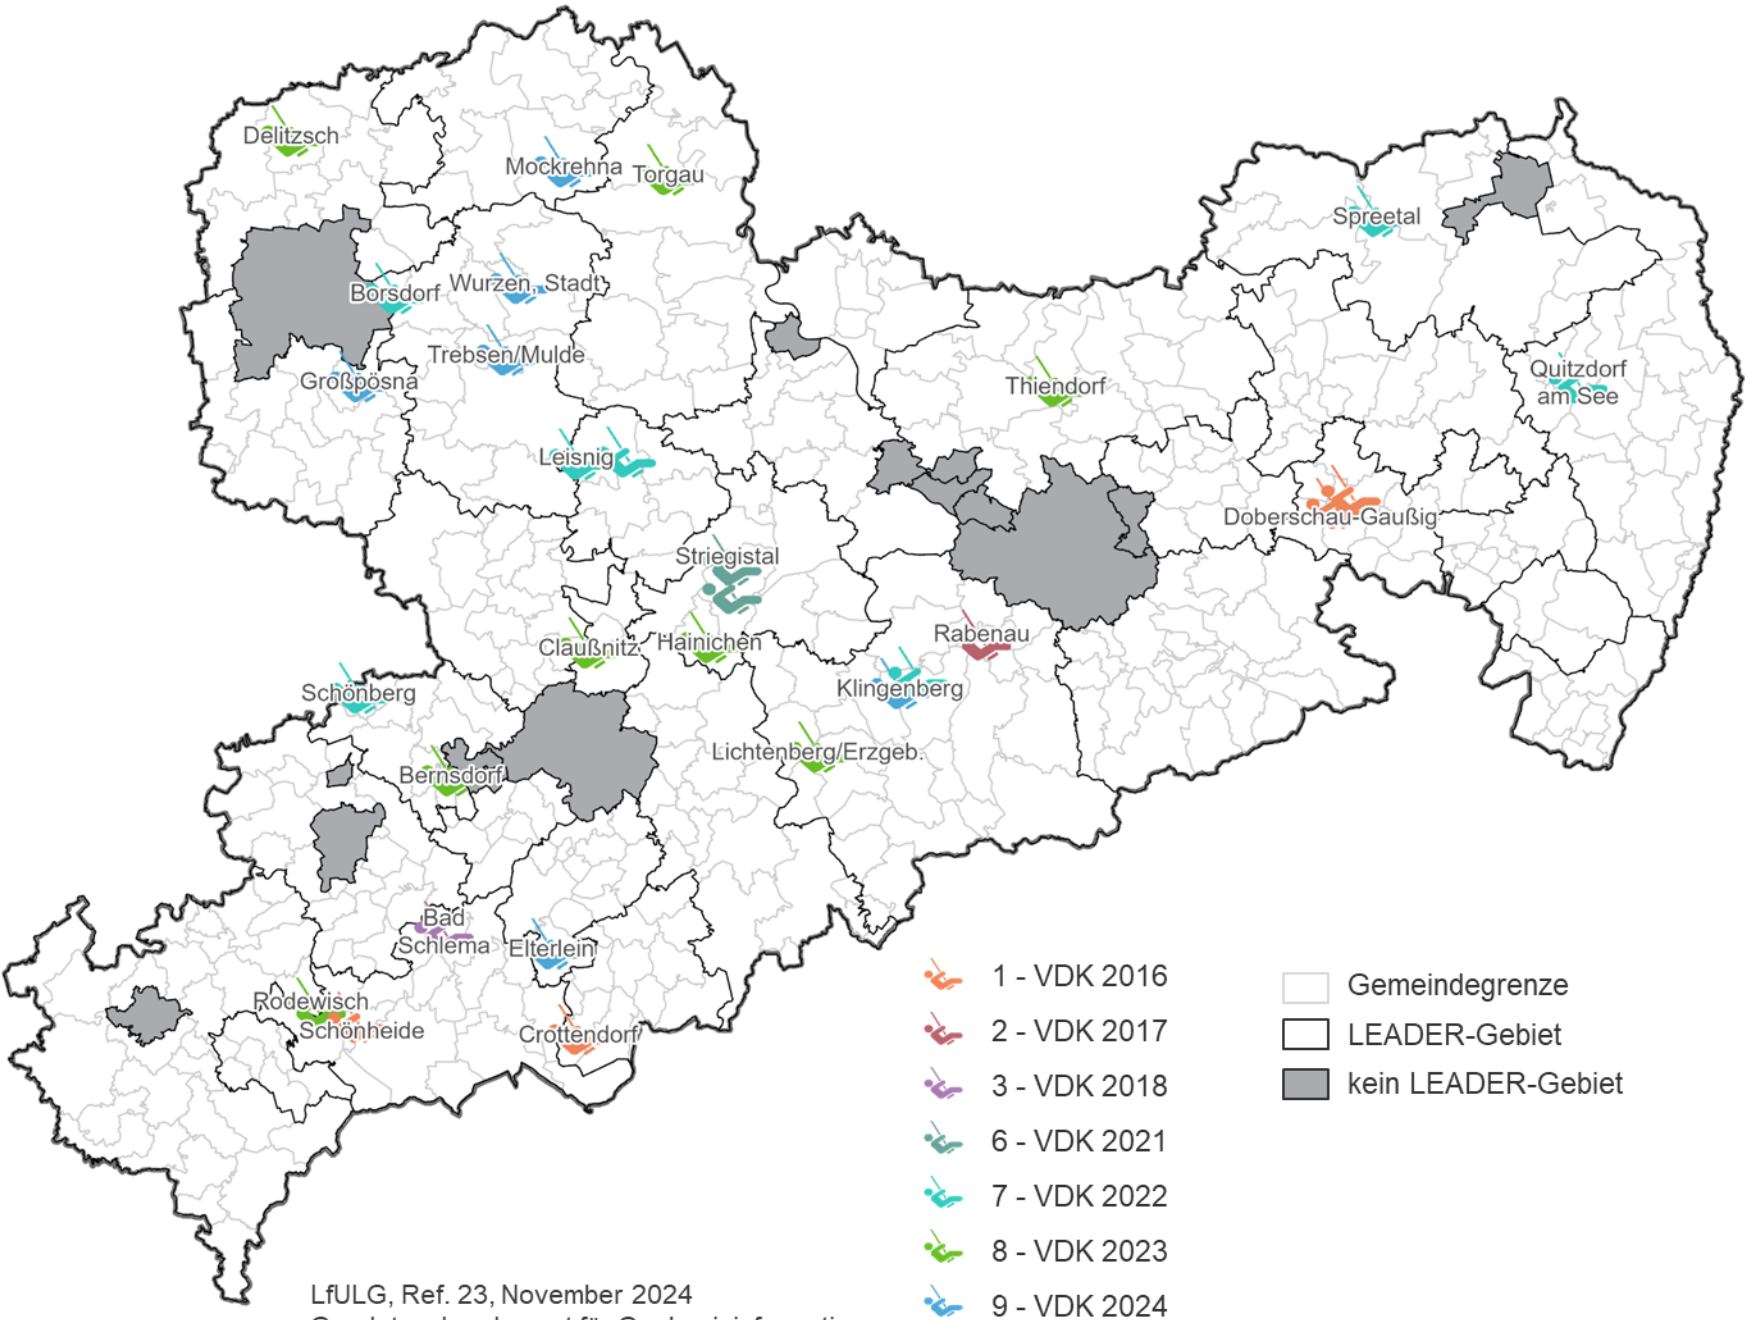 Delitzsch
Mockrehna
Torgau
Spreetal
Borsdorf
Wurzen, Stadt
Trebsen/Mulde
Großpösna
Thiendorf
Quitzdorf
am See
Leisnig
Doberschau-Gaußig
Striegistal
Claußnitz
Hainichen
Rabenau
Schönberg
Klingenberg
Lichtenberg/Erzgeb.
Bernsdorf
Bad
Schlema
Elterlein
Rodewisch
Schönheide
Crottendorf
1 - VDK 2016
2 - VDK 2017
3 - VDK 2018
6 - VDK 2021
7 - VDK 2022
8 - VDK 2023
9 - VDK 2024
Gemeindegrenze
LEADER-Gebiet
kein LEADER-Gebiet
LfULG, Ref. 23, November 2024